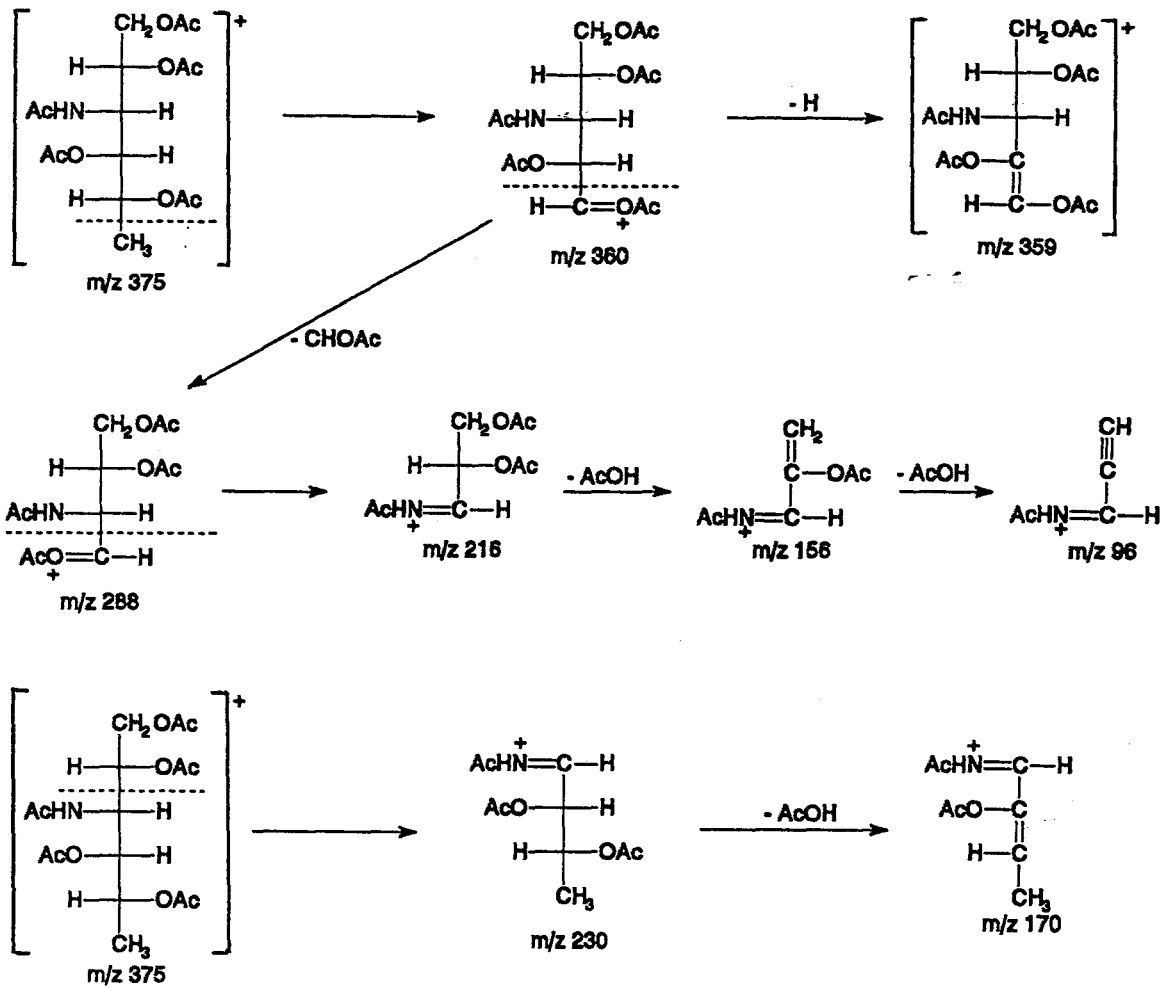 CH2OAc
H OAc
AcHN H
AcO H
H OAc
CH3
+
m/z 375
CH2OAc
H OAc
AcHN H
AcO H
H—C=OAc
+
m/z 360
- H
CH2OAc
H OAc
AcHN H
AcO—C
H—C—OAc
+
m/z 359
- CHOAc
CH2OAc
H OAc
AcHN H
AcO=C—H
+
m/z 288
CH2OAc
H OAc
AcHN=C—H
+
m/z 216
- AcOH
CH2
C—OAc
AcHN=C—H
+
m/z 156
- AcOH
CH
C
AcHN=C—H
+
m/z 96
CH2OAc
H OAc
AcHN H
AcO H
H OAc
CH3
+
m/z 375
+
AcHN=C—H
AcO H
H OAc
CH3
m/z 230
- AcOH
+
AcHN=C—H
AcO—C
H—C
CH3
m/z 170